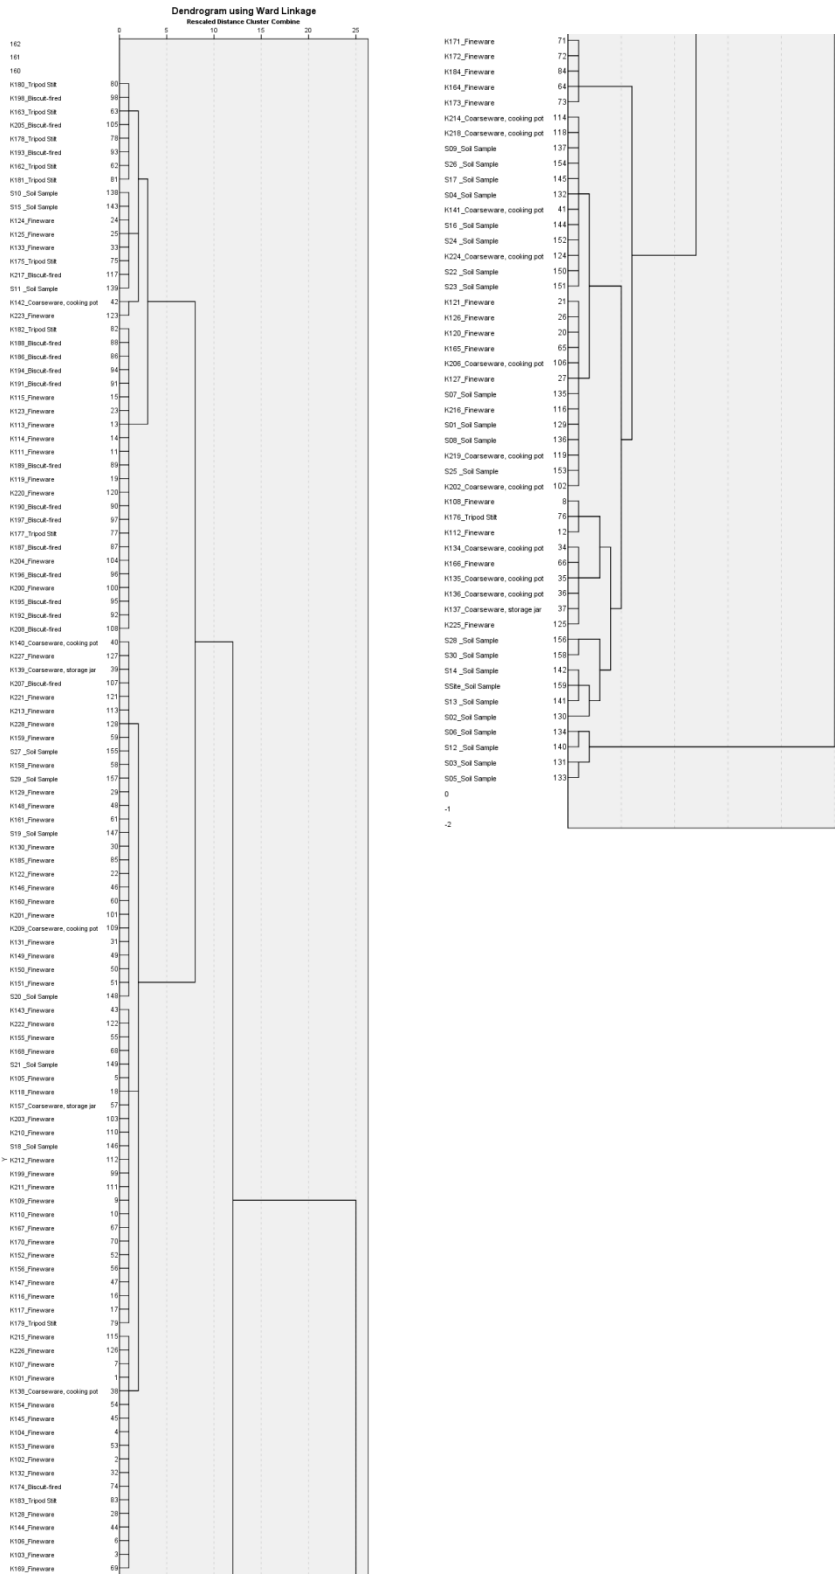 Dendrogram using Ward Linkage
Rescaled Distance Cluster Combine
0 5 10 15 20 25
162
161
160
K180_Tripod Stilt 80
K198_Biscuit-fired 98
K163_Tripod Stilt 63
K205_Biscuit-fired 105
K178_Tripod Stilt 78
K193_Biscuit-fired 93
K162_Tripod Stilt 62
K181_Tripod Stilt 81
S10 _Soil Sample 138
S15 _Soil Sample 143
K124_Fineware 24
K125_Fineware 25
K133_Fineware 33
K175_Tripod Stilt 75
K217_Biscuit-fired 117
S11 _Soil Sample 139
K142_Coarseware, cooking pot 42
K223_Fineware 123
K182_Tripod Stilt 82
K188_Biscuit-fired 88
K186_Biscuit-fired 86
K194_Biscuit-fired 94
K191_Biscuit-fired 91
K115_Fineware 15
K123_Fineware 23
K113_Fineware 13
K114_Fineware 14
K111_Fineware 11
K189_Biscuit-fired 89
K119_Fineware 19
K220_Fineware 120
K190_Biscuit-fired 90
K197_Biscuit-fired 97
K177_Tripod Stilt 77
K187_Biscuit-fired 87
K204_Fineware 104
K196_Biscuit-fired 96
K200_Fineware 100
K195_Biscuit-fired 95
K192_Biscuit-fired 92
K208_Biscuit-fired 108
K140_Coarseware, cooking pot 40
K227_Fineware 127
K139_Coarseware, storage jar 39
K207_Biscuit-fired 107
K221_Fineware 121
K213_Fineware 113
K228_Fineware 128
K159_Fineware 59
S27 _Soil Sample 155
K158_Fineware 58
S29 _Soil Sample 157
K129_Fineware 29
K148_Fineware 48
K161_Fineware 61
S19 _Soil Sample 147
K130_Fineware 30
K185_Fineware 85
K122_Fineware 22
K146_Fineware 46
K160_Fineware 60
K201_Fineware 101
K209_Coarseware, cooking pot 109
K131_Fineware 31
K149_Fineware 49
K150_Fineware 50
K151_Fineware 51
S20 _Soil Sample 148
K143_Fineware 43
K222_Fineware 122
K155_Fineware 55
K168_Fineware 68
S21 _Soil Sample 149
K105_Fineware 5
K118_Fineware 18
K157_Coarseware, storage jar 57
K203_Fineware 103
K210_Fineware 110
S18 _Soil Sample 146
Y K212_Fineware 112
K199_Fineware 99
K211_Fineware 111
K109_Fineware 9
K110_Fineware 10
K167_Fineware 67
K170_Fineware 70
K152_Fineware 52
K156_Fineware 56
K147_Fineware 47
K116_Fineware 16
K117_Fineware 17
K179_Tripod Stilt 79
K215_Fineware 115
K226_Fineware 126
K107_Fineware 7
K101_Fineware 1
K138_Coarseware, cooking pot 38
K154_Fineware 54
K145_Fineware 45
K104_Fineware 4
K153_Fineware 53
K102_Fineware 2
K132_Fineware 32
K174_Biscuit-fired 74
K183_Tripod Stilt 83
K128_Fineware 28
K144_Fineware 44
K106_Fineware 6
K103_Fineware 3
K169_Fineware 69
K171_Fineware 71
K172_Fineware 72
K184_Fineware 84
K164_Fineware 64
K173_Fineware 73
K214_Coarseware, cooking pot 114
K218_Coarseware, cooking pot 118
S09_Soil Sample 137
S26 _Soil Sample 154
S17 _Soil Sample 145
S04_Soil Sample 132
K141_Coarseware, cooking pot 41
S16 _Soil Sample 144
S24 _Soil Sample 152
K224_Coarseware, cooking pot 124
S22 _Soil Sample 150
S23 _Soil Sample 151
K121_Fineware 21
K126_Fineware 26
K120_Fineware 20
K165_Fineware 65
K206_Coarseware, cooking pot 106
K127_Fineware 27
S07_Soil Sample 135
K216_Fineware 116
S01_Soil Sample 129
S08_Soil Sample 136
K219_Coarseware, cooking pot 119
S25 _Soil Sample 153
K202_Coarseware, cooking pot 102
K108_Fineware 8
K176_Tripod Stilt 76
K112_Fineware 12
K134_Coarseware, cooking pot 34
K166_Fineware 66
K135_Coarseware, cooking pot 35
K136_Coarseware, cooking pot 36
K137_Coarseware, storage jar 37
K225_Fineware 125
S28 _Soil Sample 156
S30 _Soil Sample 158
S14 _Soil Sample 142
SSite_Soil Sample 159
S13 _Soil Sample 141
S02_Soil Sample 130
S06_Soil Sample 134
S12 _Soil Sample 140
S03_Soil Sample 131
S05_Soil Sample 133
0
-1
-2